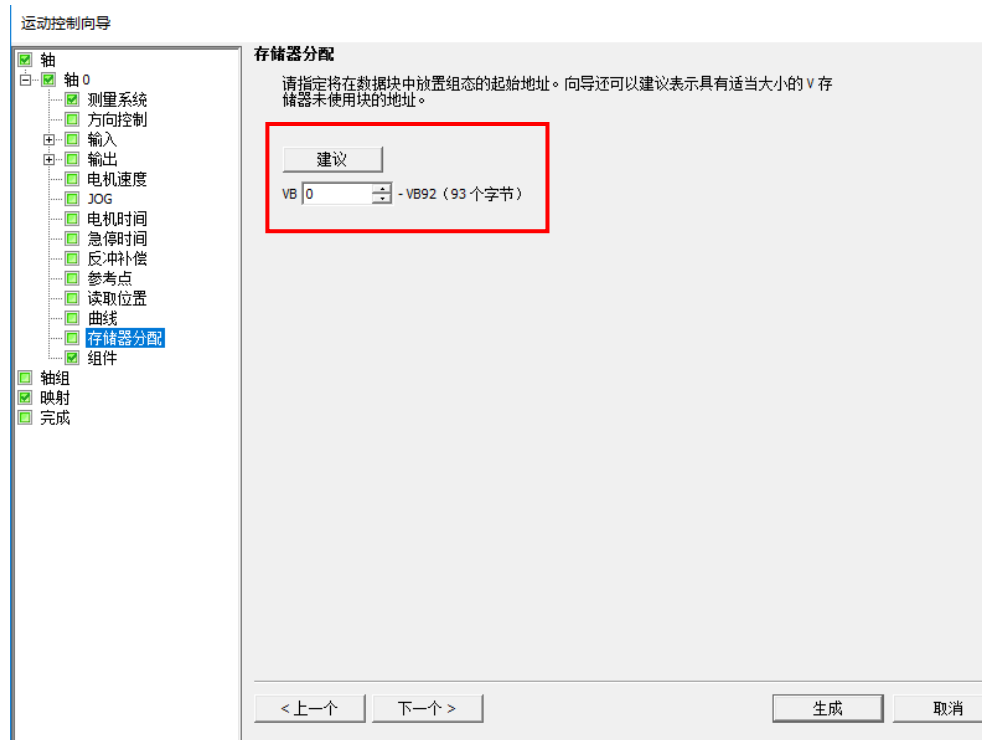 运动控制向导
轴
轴 0
测量系统
方向控制
输入
输出
电机速度
JOG
电机时间
急停时间
反冲补偿
参考点
读取位置
曲线
存储器分配
组件
轴组
映射
完成
存储器分配
请指定将在数据块中放置组态的起始地址。向导还可以建议表示具有适当大小的 V 存
储器未使用块的地址。
建议
VB 0 - VB92（93 个字节）
<上一个 下一个> 生成 取消